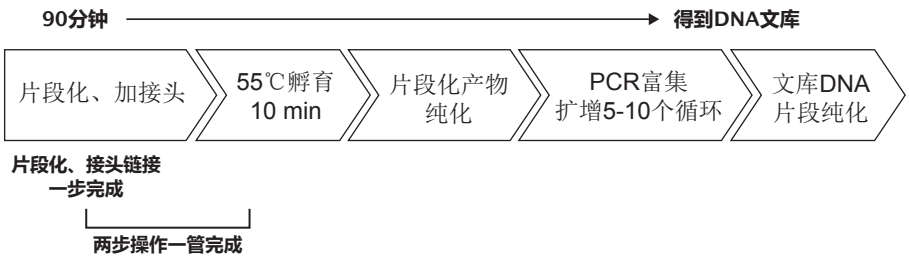 90分钟
得到DNA文库
片段化、加接头
55℃孵育
10 min
片段化产物
纯化
PCR富集
扩增5-10个循环
文库DNA
片段纯化
片段化、接头链接
一步完成
两步操作一管完成